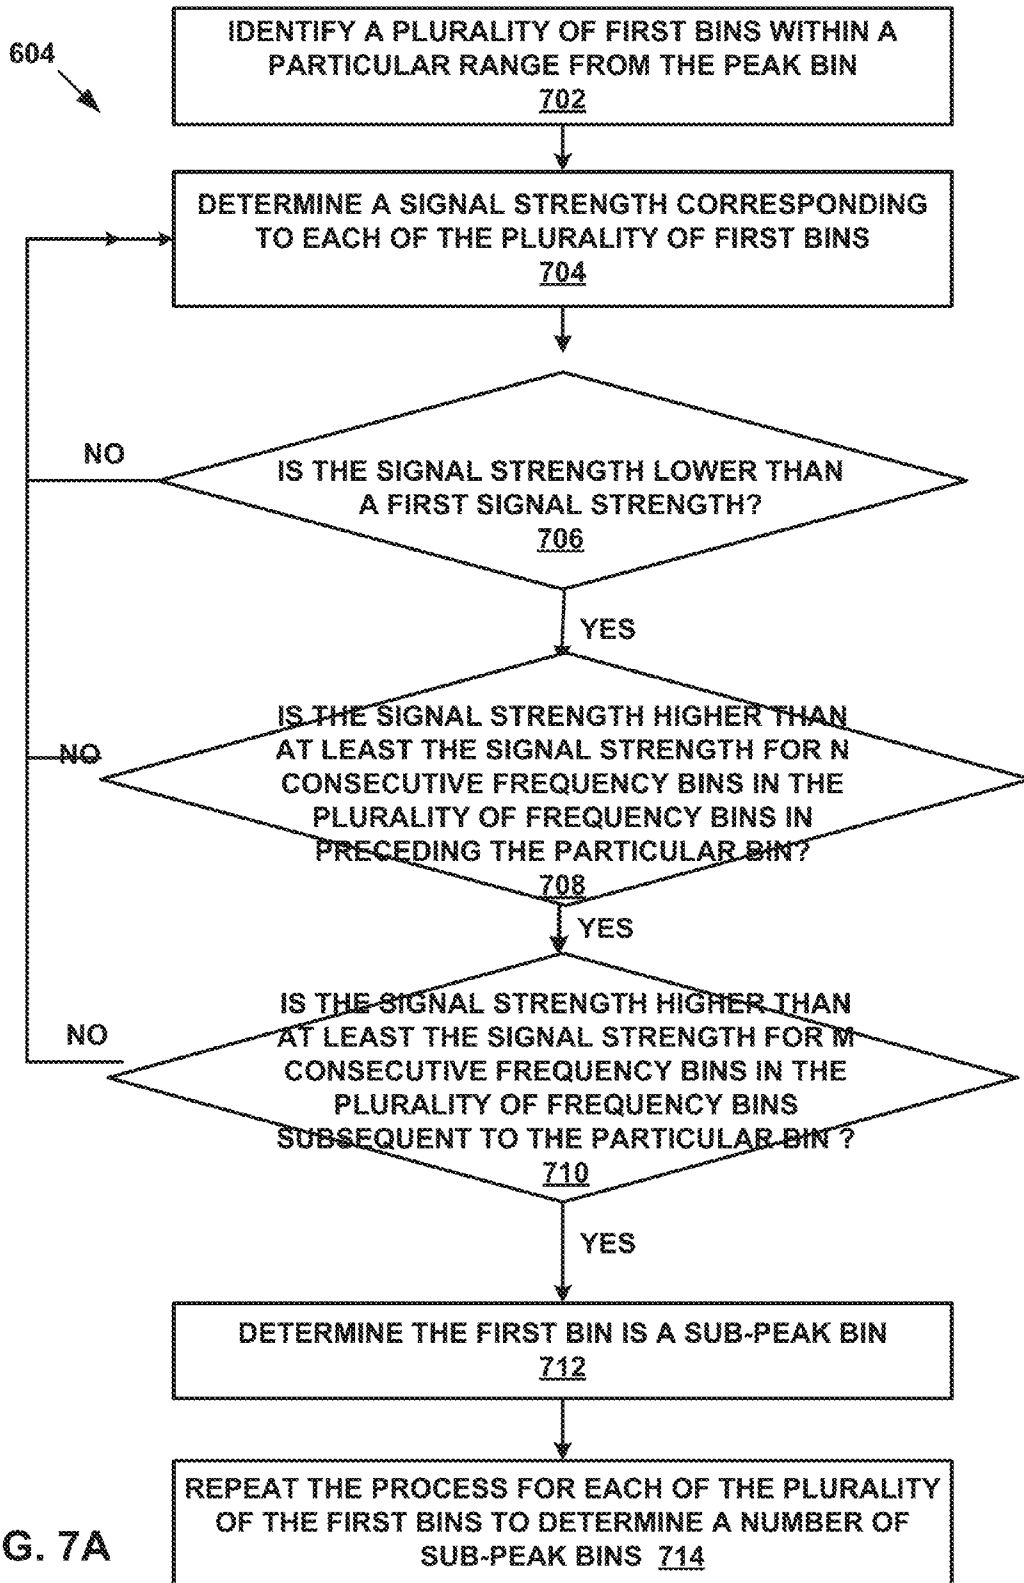 604
IDENTIFY A PLURALITY OF FIRST BINS WITHIN A
PARTICULAR RANGE FROM THE PEAK BIN
702
DETERMINE A SIGNAL STRENGTH CORRESPONDING
TO EACH OF THE PLURALITY OF FIRST BINS
704
NO
IS THE SIGNAL STRENGTH LOWER THAN
A FIRST SIGNAL STRENGTH?
706
YES
NO
IS THE SIGNAL STRENGTH HIGHER THAN
AT LEAST THE SIGNAL STRENGTH FOR N
CONSECUTIVE FREQUENCY BINS IN THE
PLURALITY OF FREQUENCY BINS IN
PRECEDING THE PARTICULAR BIN?
708
YES
NO
IS THE SIGNAL STRENGTH HIGHER THAN
AT LEAST THE SIGNAL STRENGTH FOR M
CONSECUTIVE FREQUENCY BINS IN THE
PLURALITY OF FREQUENCY BINS
SUBSEQUENT TO THE PARTICULAR BIN ?
710
YES
DETERMINE THE FIRST BIN IS A SUB-PEAK BIN
712
REPEAT THE PROCESS FOR EACH OF THE PLURALITY
OF THE FIRST BINS TO DETERMINE A NUMBER OF
SUB-PEAK BINS 714
G. 7A